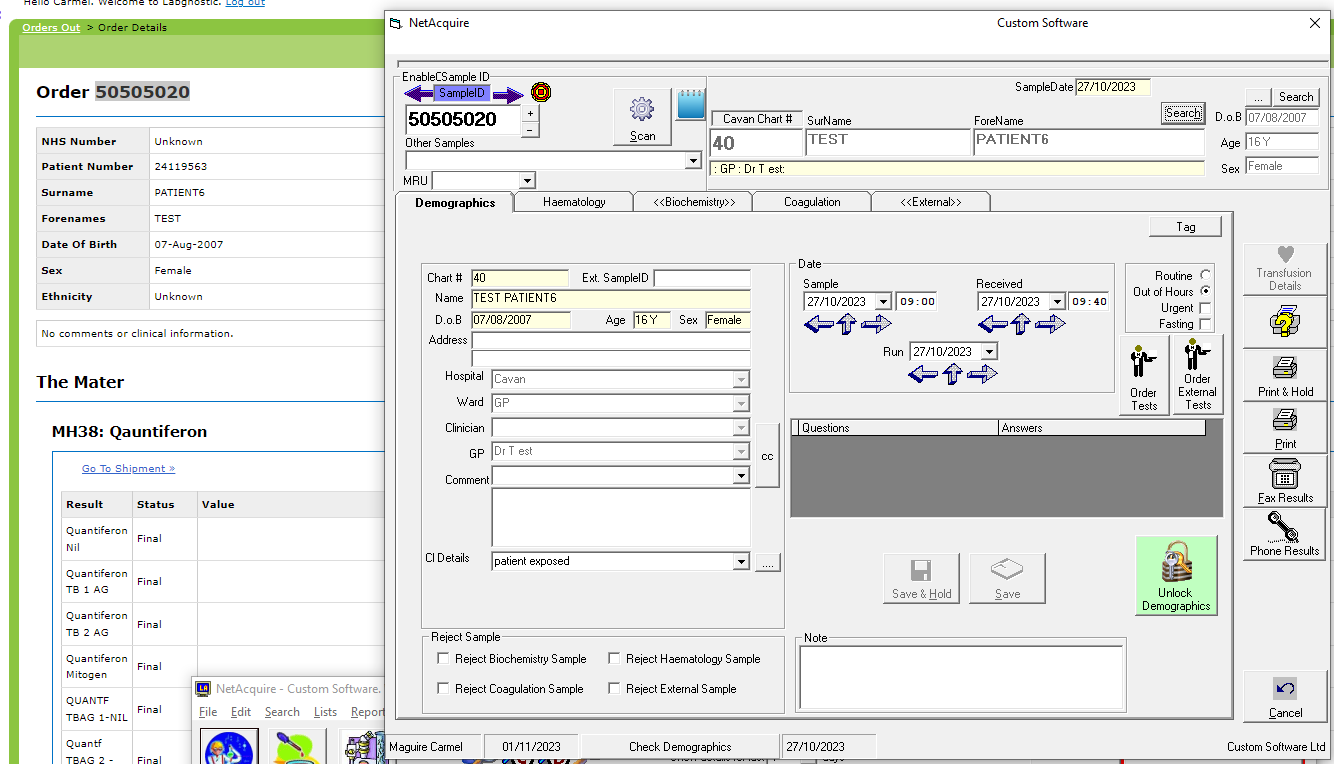 Hello Carmel. Welcome to Labgnostic. Log out
Orders Out > Order Details
Order 50505020
NHS Number Unknown
Patient Number 24119563
Surname PATIENT6
Forenames TEST
Date Of Birth 07-Aug-2007
Sex Female
Ethnicity Unknown
No comments or clinical information.
The Mater
MH38: Qauntiferon
Go To Shipment »
Result Status Value
Quantiferon Nil Final
Quantiferon TB 1 AG Final
Quantiferon TB 2 AG Final
Quantiferon Mitogen Final
QUANTF TBAG 1-NIL Final
Quantf TBAG 2 - Final
NetAcquire - Custom Software.
File Edit Search Lists Report
NetAcquire Custom Software
EnableCSample ID
SampleID
50505020
+
−
Scan
Other Samples
MRU
SampleDate 27/10/2023
... Search
Cavan Chart # SurName ForeName Search
40 TEST PATIENT6
: GP : Dr T est:
D.o.B 07/08/2007
Age 16 Y
Sex Female
Demographics Haematology <<Biochemistry>> Coagulation <<External>>
Tag
Chart # 40 Ext. SampleID
Name TEST PATIENT6
D.o.B 07/08/2007 Age 16 Y Sex Female
Address
Hospital Cavan
Ward GP
Clinician
GP Dr T est
cc
Comment
Cl Details patient exposed ....
Date
Sample Received
27/10/2023 09:00 27/10/2023 09:40
Run 27/10/2023
Routine
Out of Hours
Urgent
Fasting
Order Tests
Order External Tests
Questions Answers
Save & Hold Save
Unlock Demographics
Reject Sample
Reject Biochemistry Sample Reject Haematology Sample
Reject Coagulation Sample Reject External Sample
Note
Transfusion Details
Print & Hold
Print
Fax Results
Phone Results
Cancel
Maguire Carmel 01/11/2023 Check Demographics 27/10/2023 Custom Software Ltd